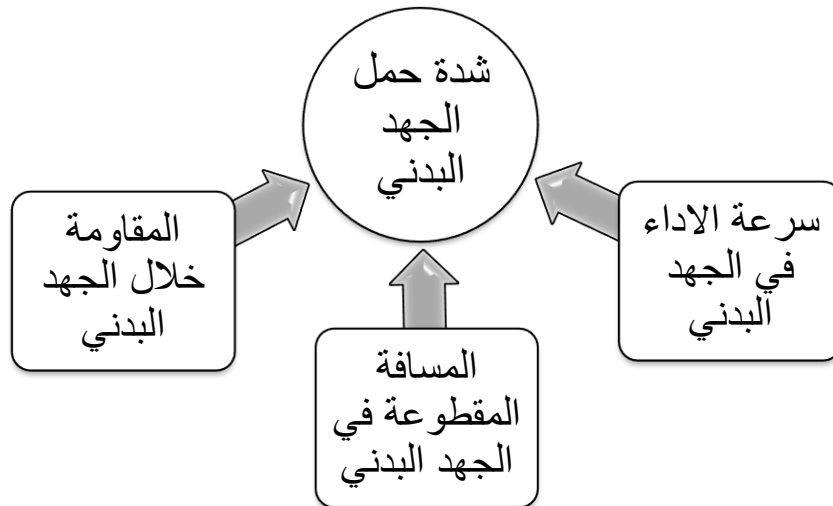 شدة حمل
الجهد
البدني
سرعة الاداء
في الجهد
البدني
المسافة
المقطوعة في
الجهد البدني
المقاومة
خلال الجهد
البدني